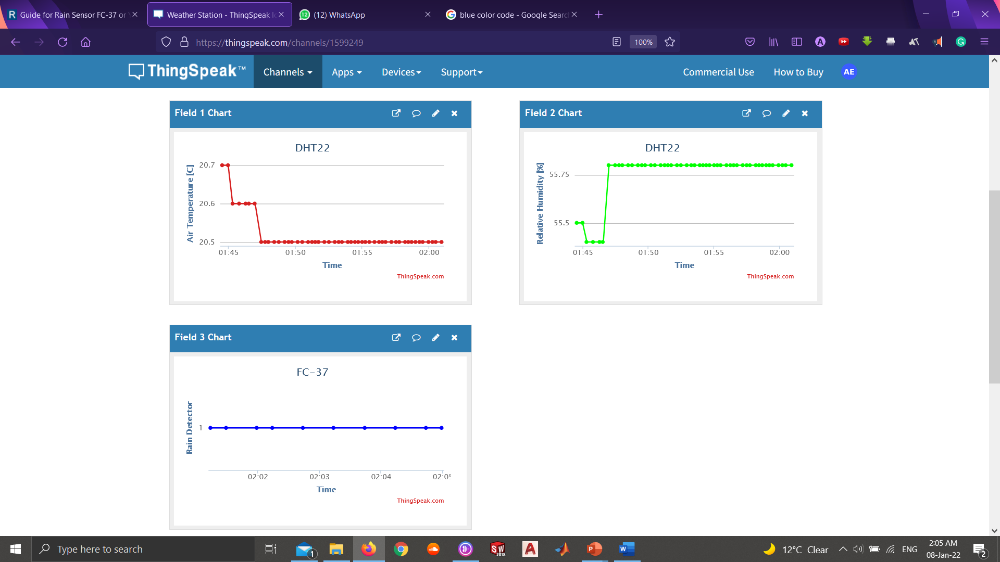 Guide for Rain Sensor FC-37 or
Weather Station - ThingSpeak
(12) WhatsApp
blue color code - Google Searc
https://thingspeak.com/channels/1599249
100%
ThingSpeak™
Channels
Apps
Devices
Support
Commercial Use
How to Buy
AE
Field 1 Chart
DHT22
Air Temperature [C]
20.7
20.6
20.5
01:45
01:50
01:55
02:00
Time
ThingSpeak.com
Field 2 Chart
DHT22
Relative Humidity [%]
55.75
55.5
01:45
01:50
01:55
02:00
Time
ThingSpeak.com
Field 3 Chart
FC-37
Rain Detector
1
02:02
02:03
02:04
02:05
Time
ThingSpeak.com
Type here to search
1
SW
2018
A
P
W
12°C Clear
ENG
2:05 AM
08-Jan-22
2